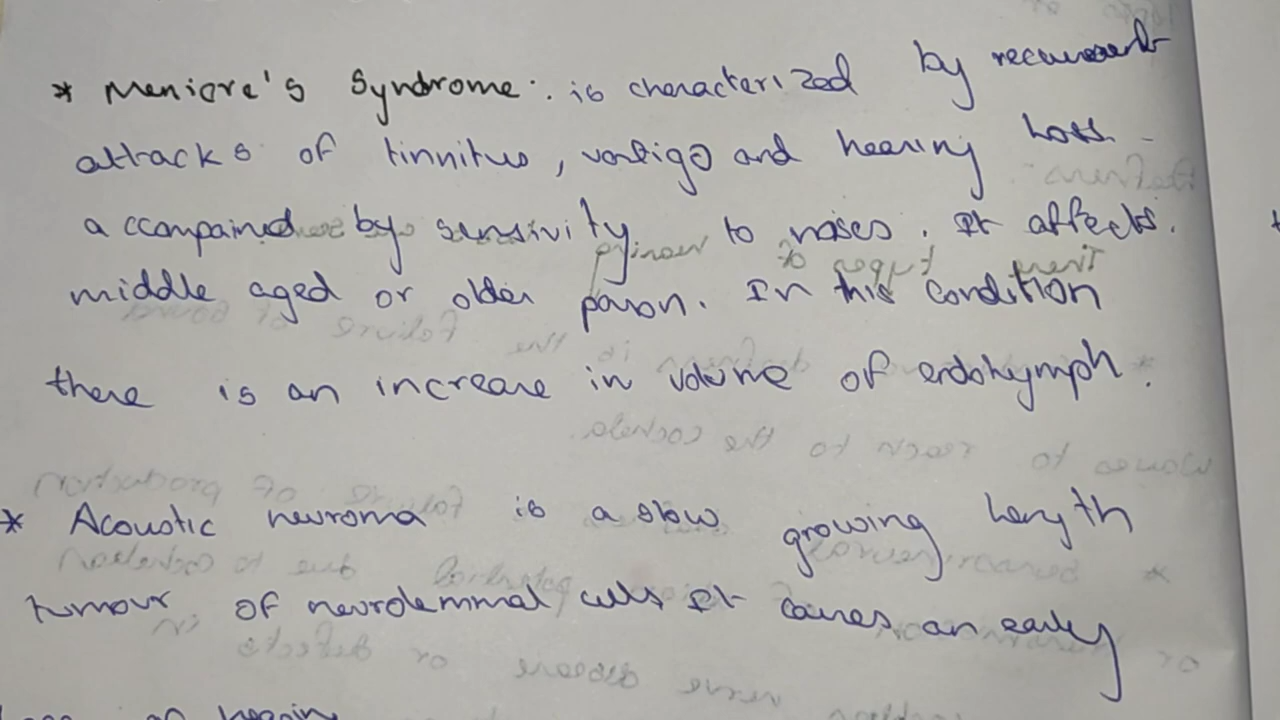 * Meniere's Syndrome:. is characterized by recurrent
attacks of tinnitus, vertigo and hearing loss.
accompained by sensivity to noises. It affects.
middle aged or older person. In this condition
there is an increase in volume of endohymph.
* Acoustic neuroma is a slow growing length
tumour of neurolemmal cells It causes an early